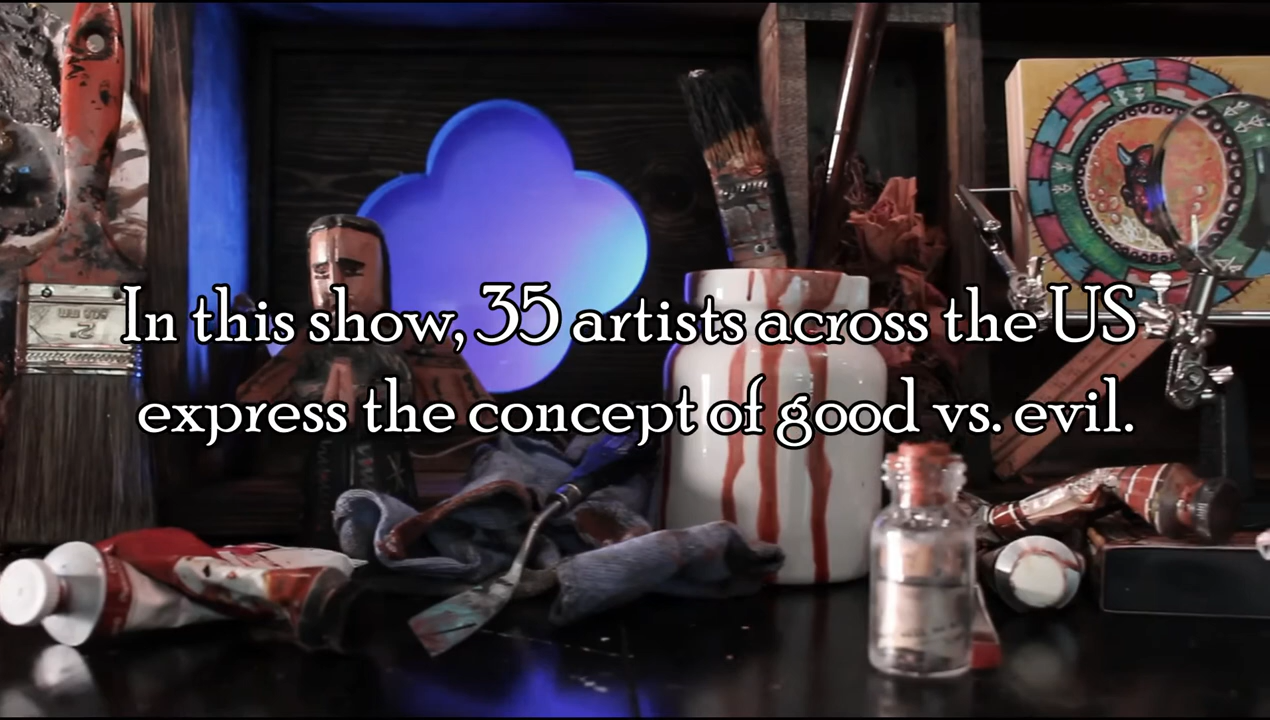 In this show, 35 artists across the US
express the concept of good vs. evil.